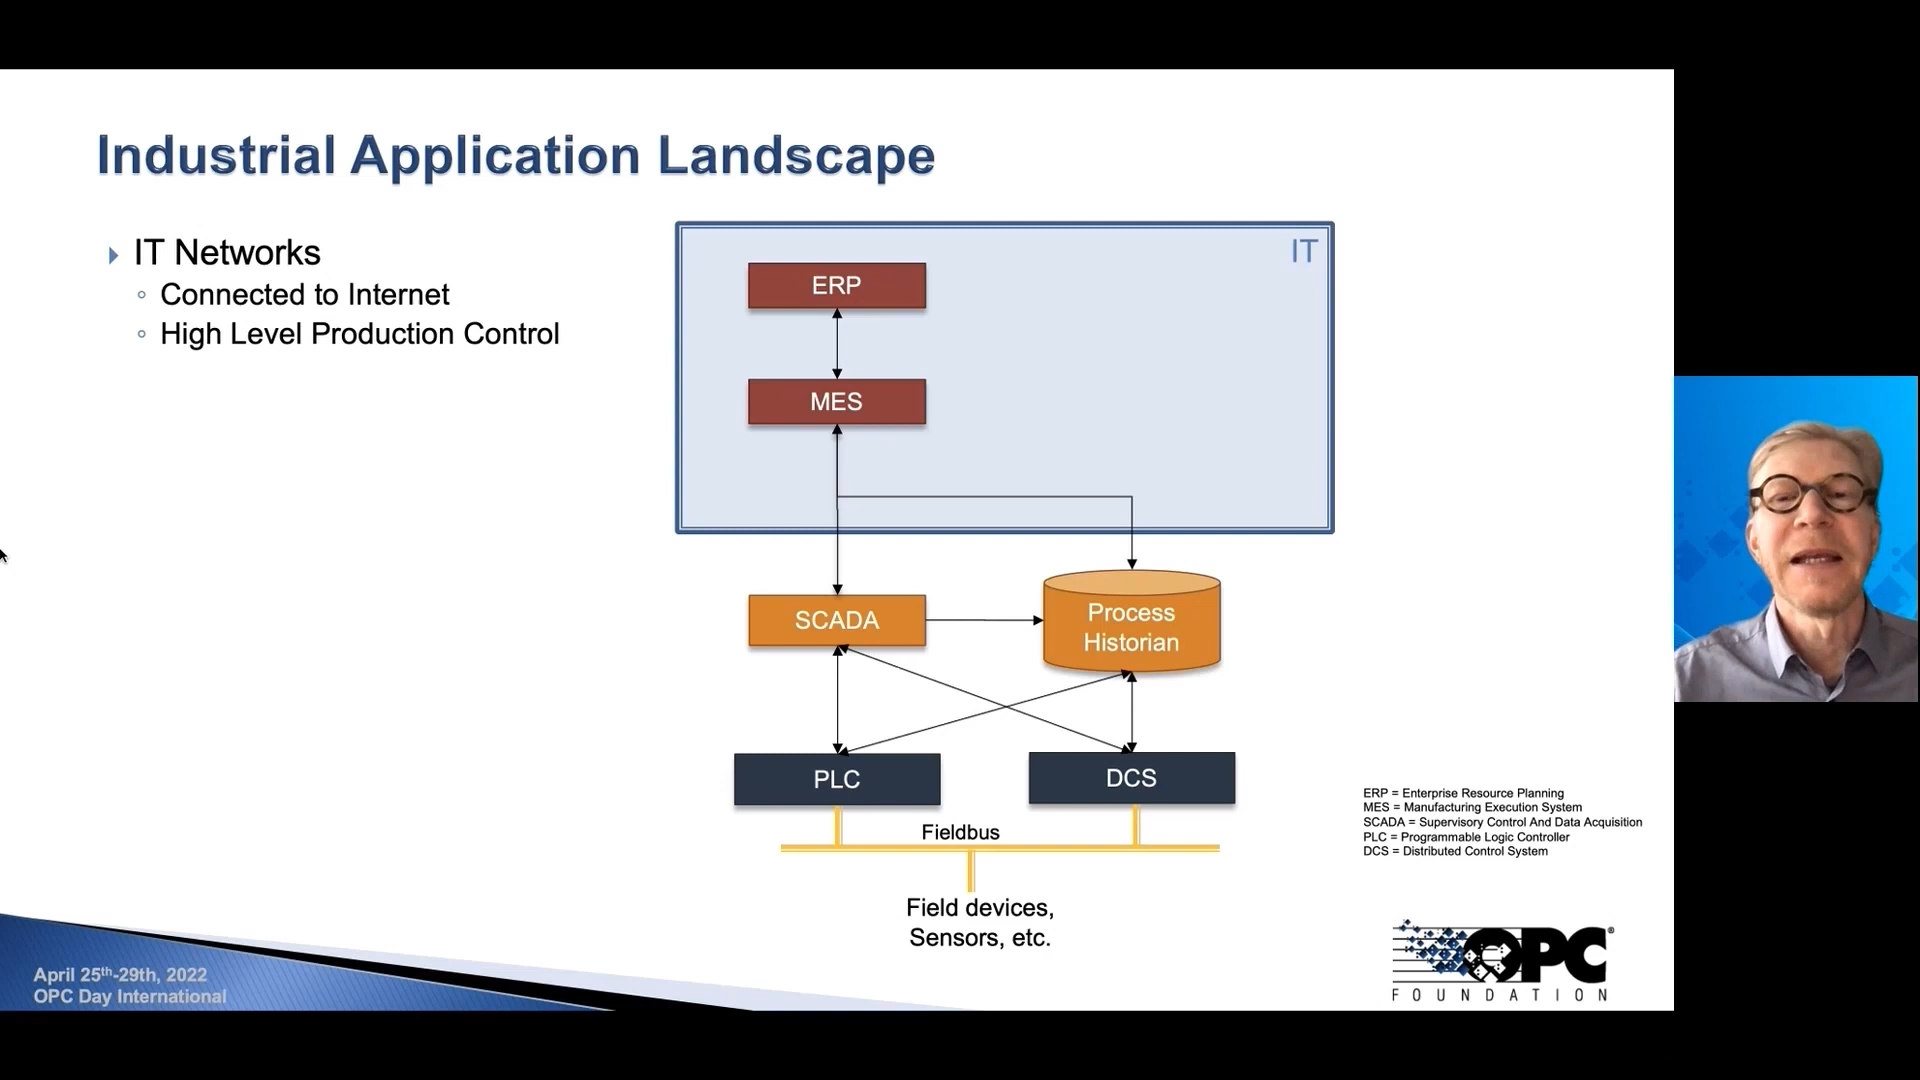 Industrial Application Landscape
IT Networks
Connected to Internet
High Level Production Control
IT
ERP
MES
SCADA
Process
Historian
PLC
DCS
Fieldbus
Field devices,
Sensors, etc.
ERP = Enterprise Resource Planning
MES = Manufacturing Execution System
SCADA = Supervisory Control And Data Acquisition
PLC = Programmable Logic Controller
DCS = Distributed Control System
April 25th-29th, 2022
OPC Day International
OPC®
FOUNDATION